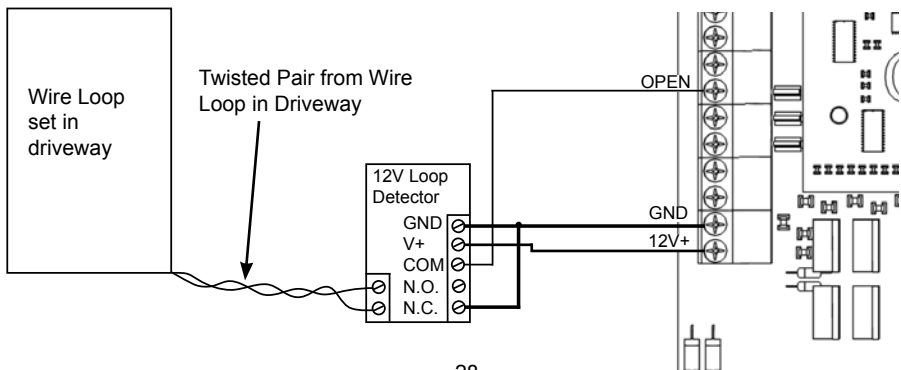 Wire Loop
set in
driveway
Twisted Pair from Wire
Loop in Driveway
12V Loop
Detector
GND
V+
COM
N.O.
N.C.
OPEN
GND
12V+